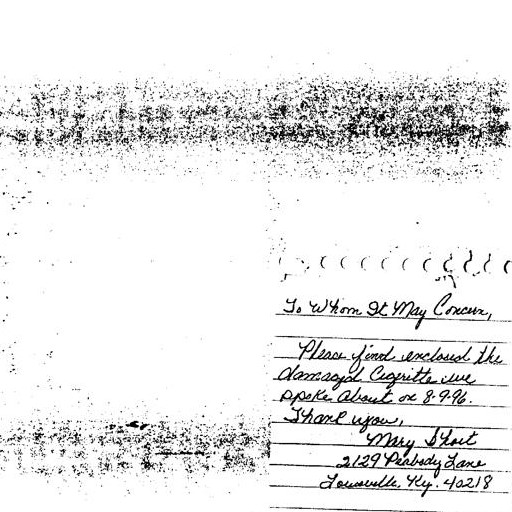 To Whom It May Concern,
Please find enclosed the
damaged Cigarette we
spoke about on 8-9-96.
Thank you,
Mary Short
2129 Peabody Lane
Louisville, Ky. 40218